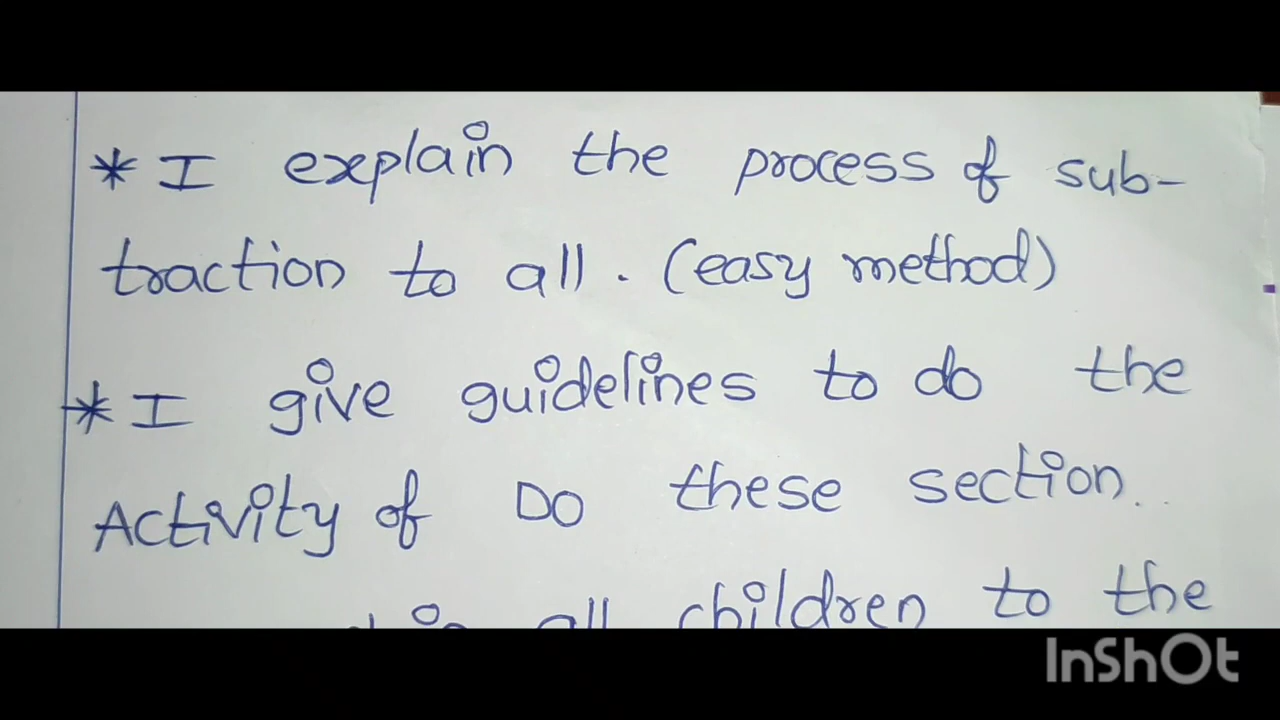 * I explain the process of sub-
traction to all. (easy method)
* I give guidelines to do the
Activity of DO these section.
all children to the
InShOt